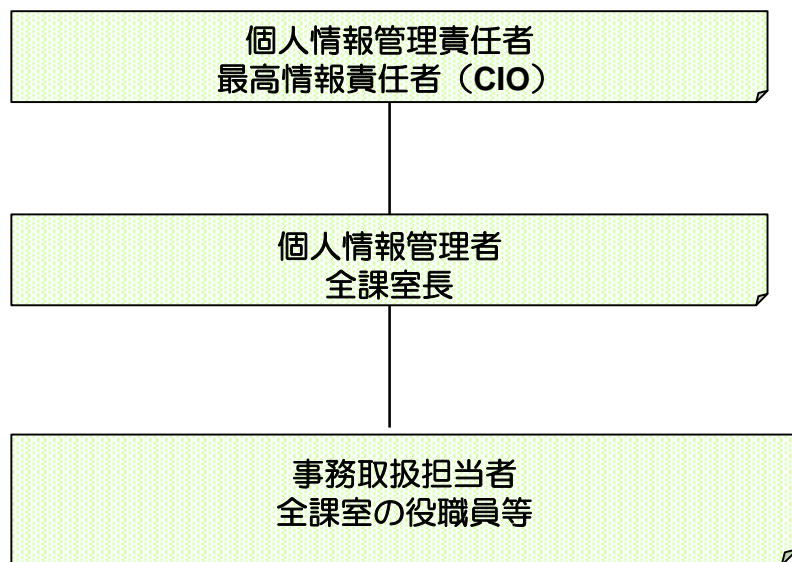 個人情報管理責任者
最高情報責任者（CIO）
個人情報管理者
全課室長
事務取扱担当者
全課室の役職員等